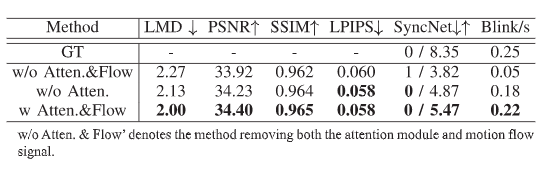 Method LMD ↓ PSNR↑ SSIM↑ LPIPS↓ SyncNet↓↑ Blink/s
GT - - - - 0 / 8.35 0.25
w/o Atten.&Flow 2.27 33.92 0.962 0.060 1 / 3.82 0.05
w/o Atten. 2.13 34.23 0.964 0.058 0 / 4.87 0.18
w Atten.&Flow 2.00 34.40 0.965 0.058 0 / 5.47 0.22
w/o Atten. & Flow' denotes the method removing both the attention module and motion flow
signal.